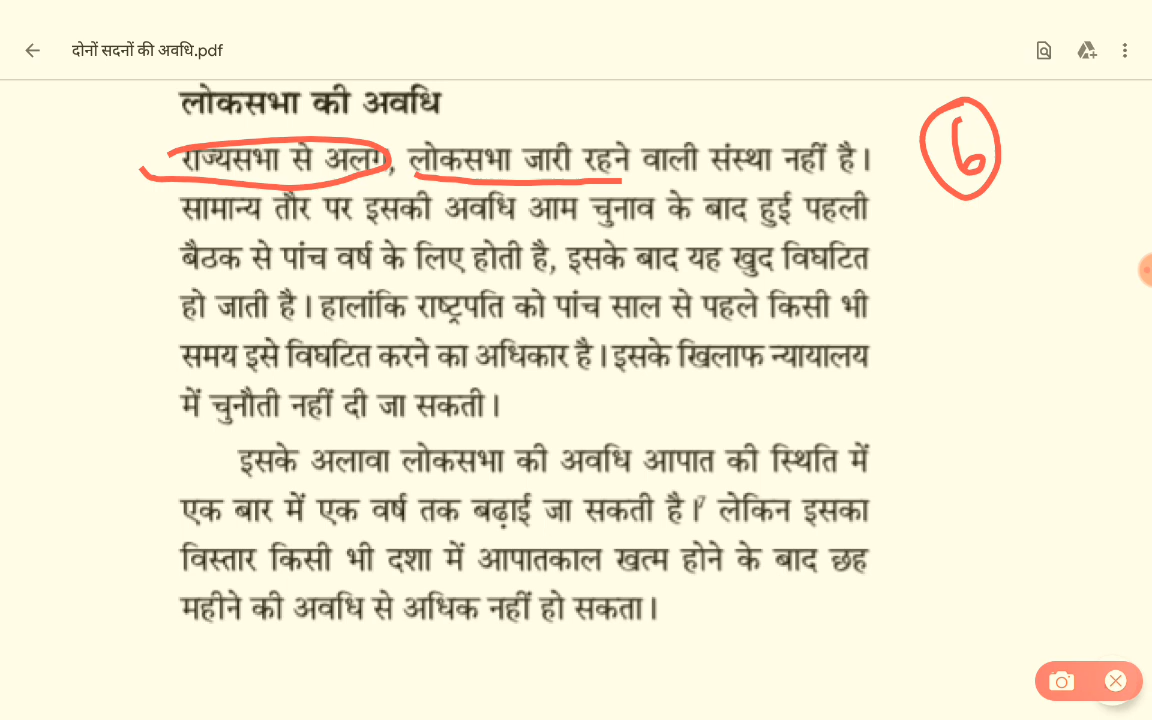 दोनों सदनों की अवधि.pdf
लोकसभा की अवधि
6
राज्यसभा से अलग, लोकसभा जारी रहने वाली संस्था नहीं है।
सामान्य तौर पर इसकी अवधि आम चुनाव के बाद हुई पहली
बैठक से पांच वर्ष के लिए होती है, इसके बाद यह खुद विघटित
हो जाती है। हालांकि राष्ट्रपति को पांच साल से पहले किसी भी
समय इसे विघटित करने का अधिकार है। इसके खिलाफ न्यायालय
में चुनौती नहीं दी जा सकती।
इसके अलावा लोकसभा की अवधि आपात की स्थिति में
एक बार में एक वर्ष तक बढ़ाई जा सकती है।⁷ लेकिन इसका
विस्तार किसी भी दशा में आपातकाल खत्म होने के बाद छह
महीने की अवधि से अधिक नहीं हो सकता।